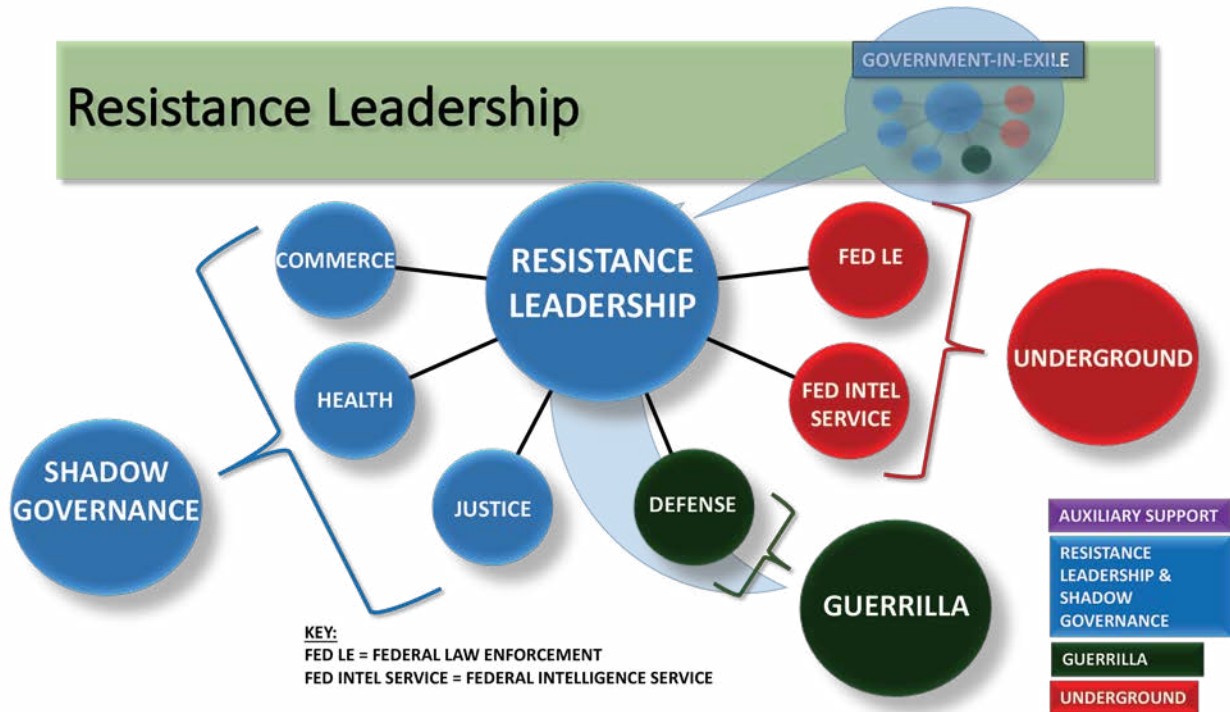 GOVERNMENT-IN-EXILE
Resistance Leadership
COMMERCE
RESISTANCE
LEADERSHIP
FED LE
HEALTH
FED INTEL
SERVICE
UNDERGROUND
SHADOW
GOVERNANCE
JUSTICE
DEFENSE
GUERRILLA
AUXILIARY SUPPORT
RESISTANCE
LEADERSHIP &
SHADOW
GOVERNANCE
GUERRILLA
UNDERGROUND
KEY:
FED LE = FEDERAL LAW ENFORCEMENT
FED INTEL SERVICE = FEDERAL INTELLIGENCE SERVICE